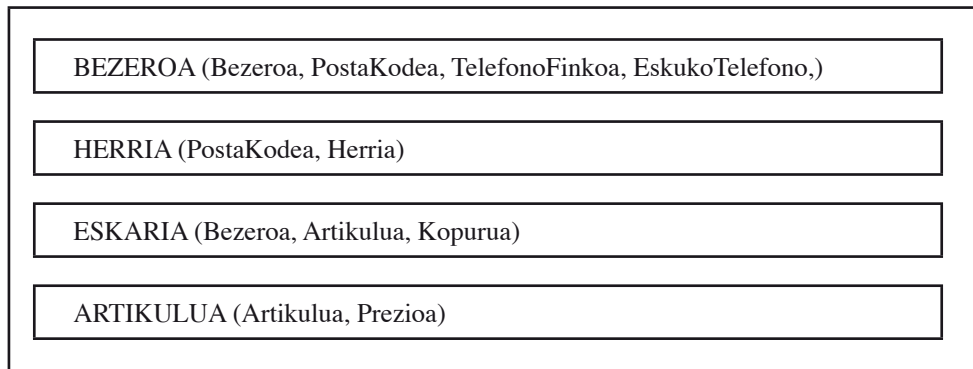 BEZEROA (Bezeroa, PostaKodea, TelefonoFinkoa, EskukoTelefono,)
HERRIA (PostaKodea, Herria)
ESKARIA (Bezeroa, Artikulua, Kopurua)
ARTIKULUA (Artikulua, Prezioa)